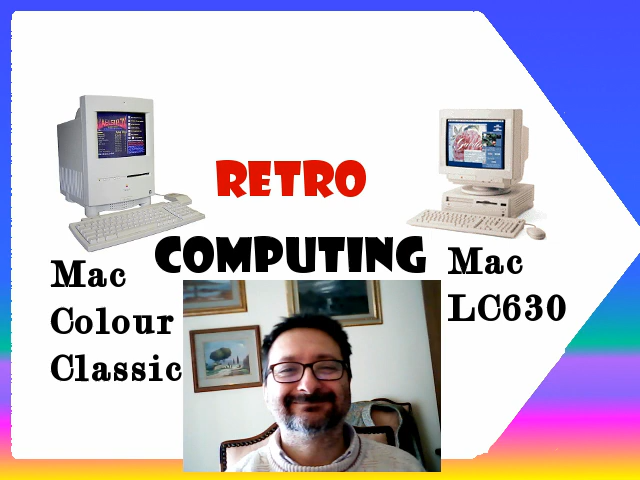 RETRO
COMPUTING
Mac
Colour
Classic
Mac
LC630